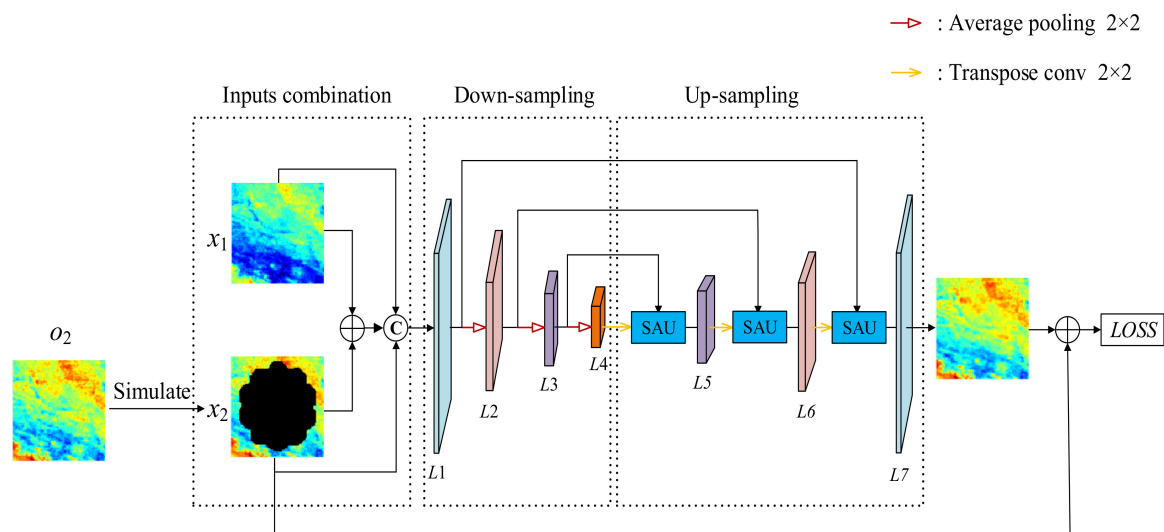 : Average pooling 2×2
: Transpose conv 2×2
Inputs combination
Down-sampling
Up-sampling
x1
o2
C
SAU
SAU
SAU
LOSS
Simulate
x2
L1
L2
L3
L4
L5
L6
L7